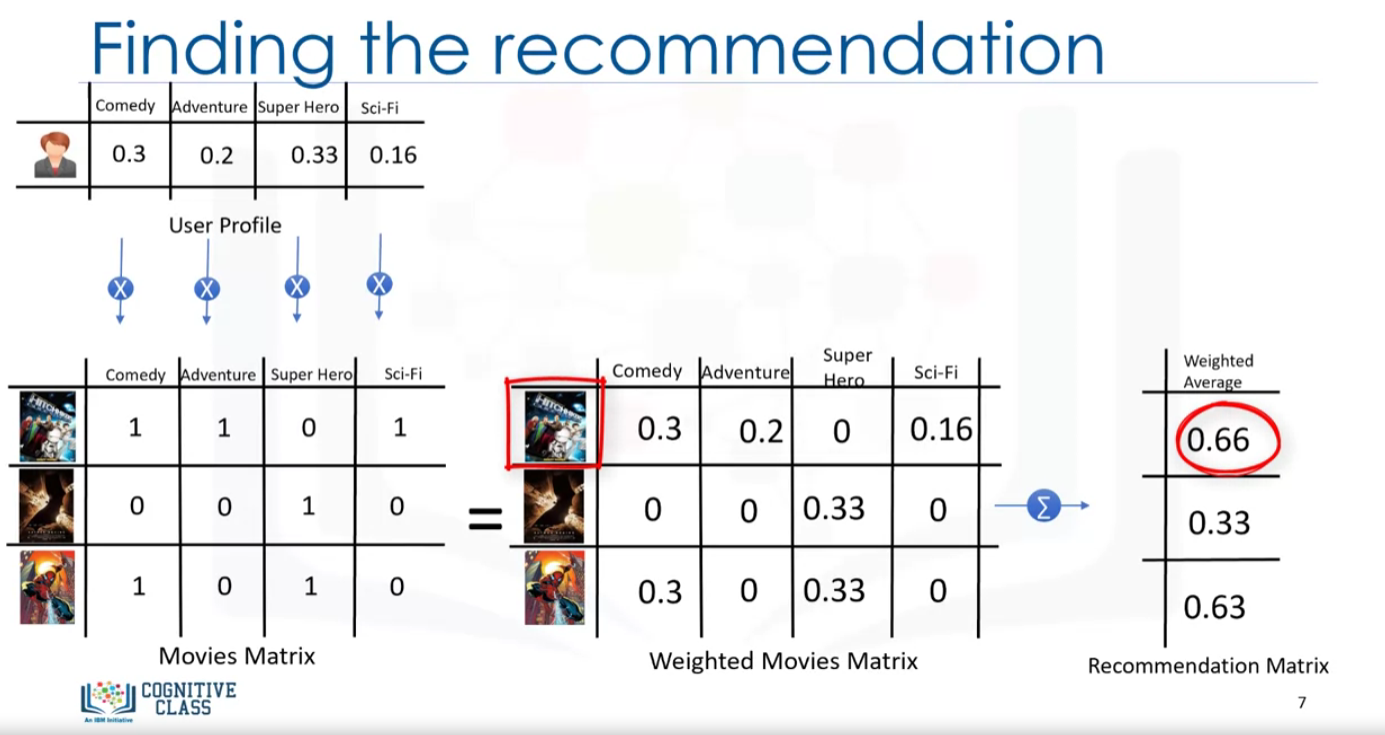 Finding the recommendation
Comedy Adventure Super Hero Sci-Fi
0.3 0.2 0.33 0.16
User Profile
X X X X
Comedy Adventure Super Hero Sci-Fi
1 1 0 1
0 0 1 0
1 0 1 0
Movies Matrix
=
Comedy Adventure Super Hero Sci-Fi
0.3 0.2 0 0.16
0 0 0.33 0
0.3 0 0.33 0
Weighted Movies Matrix
Σ
Weighted
Average
0.66
0.33
0.63
Recommendation Matrix
COGNITIVE
CLASS
An IBM Initiative
7